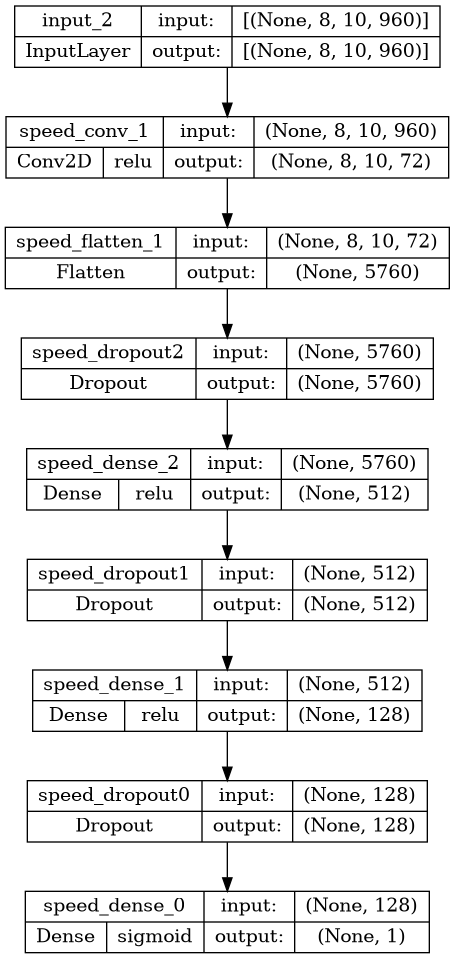 input_2 input: [(None, 8, 10, 960)]
InputLayer output: [(None, 8, 10, 960)]
speed_conv_1 input: (None, 8, 10, 960)
Conv2D relu output: (None, 8, 10, 72)
speed_flatten_1 input: (None, 8, 10, 72)
Flatten output: (None, 5760)
speed_dropout2 input: (None, 5760)
Dropout output: (None, 5760)
speed_dense_2 input: (None, 5760)
Dense relu output: (None, 512)
speed_dropout1 input: (None, 512)
Dropout output: (None, 512)
speed_dense_1 input: (None, 512)
Dense relu output: (None, 128)
speed_dropout0 input: (None, 128)
Dropout output: (None, 128)
speed_dense_0 input: (None, 128)
Dense sigmoid output: (None, 1)